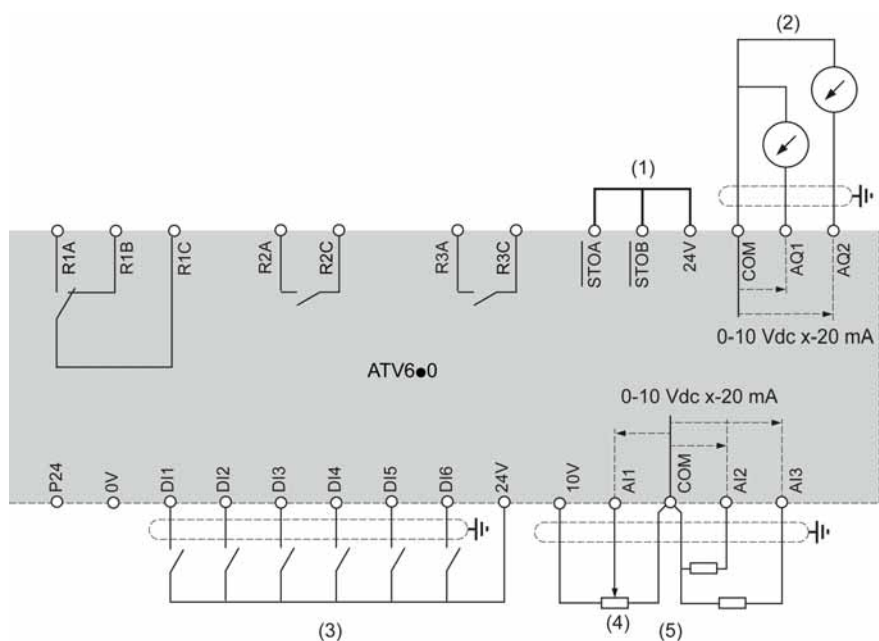 (2)
(1)
R1A
R1B
R1C
R2A
R2C
R3A
R3C
STOA
STOB
24V
COM
AQ1
AQ2
0-10 Vdc x-20 mA
ATV6●0
0-10 Vdc x-20 mA
P24
0V
DI1
DI2
DI3
DI4
DI5
DI6
24V
10V
AI1
COM
AI2
AI3
(3)
(4)
(5)